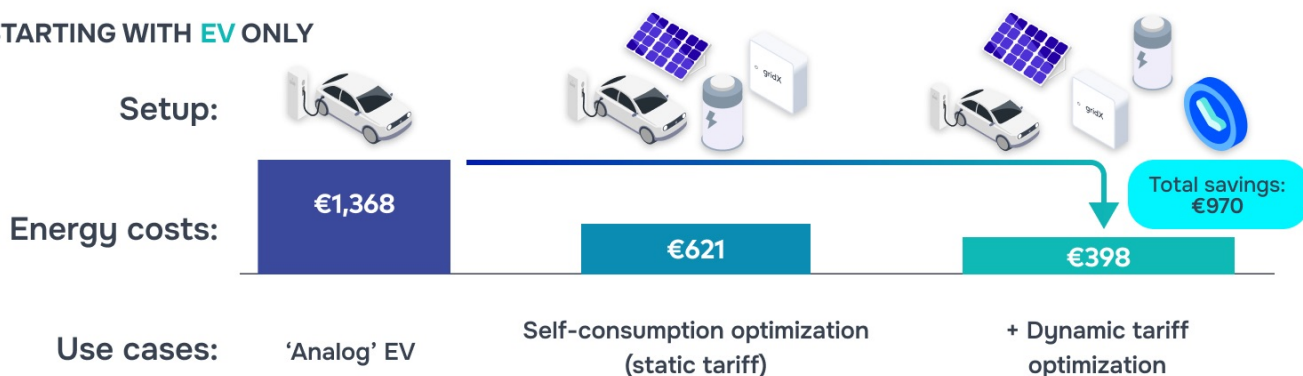 STARTING WITH EV ONLY
Setup:
gridX
gridX
Total savings:
€970
Energy costs:
€1,368
€621
€398
Use cases:
‘Analog’ EV
Self-consumption optimization
(static tariff)
+ Dynamic tariff
optimization